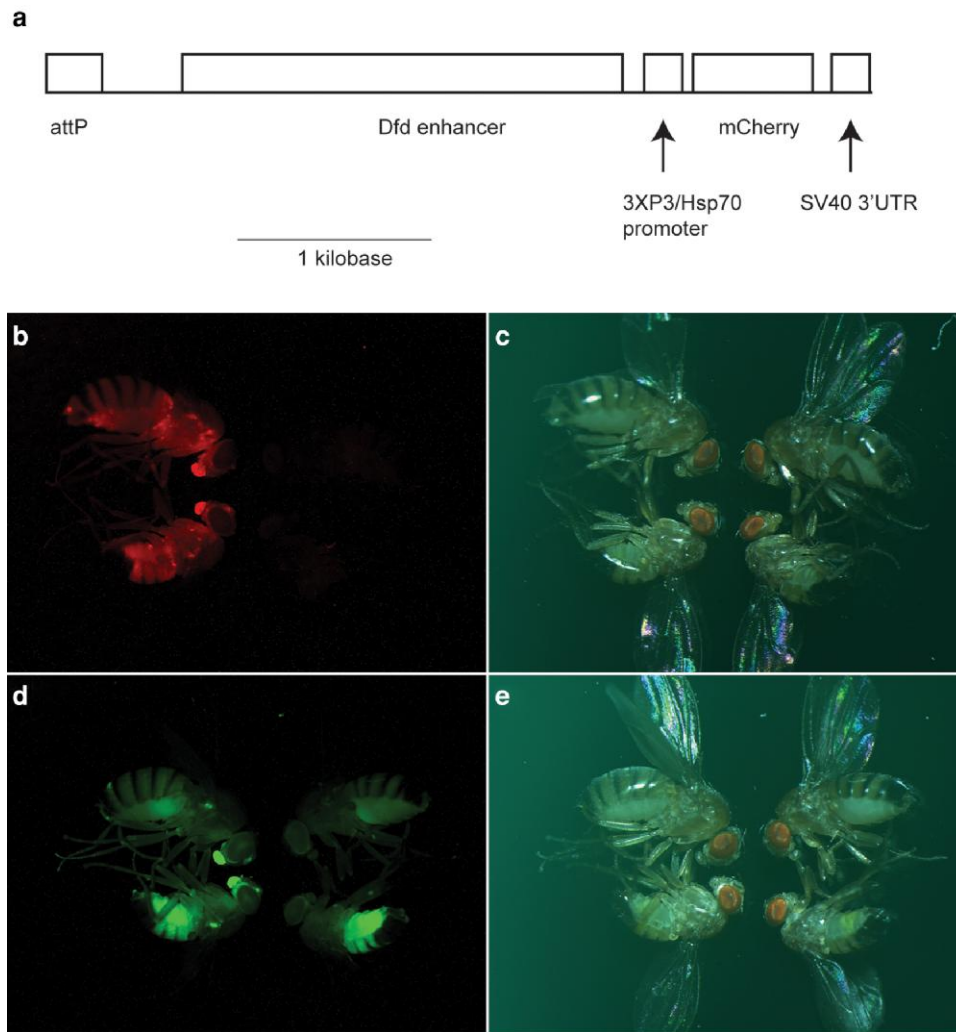 a
attP
Dfd enhancer
mCherry
3XP3/Hsp70
promoter
SV40 3'UTR
1 kilobase
b
c
d
e